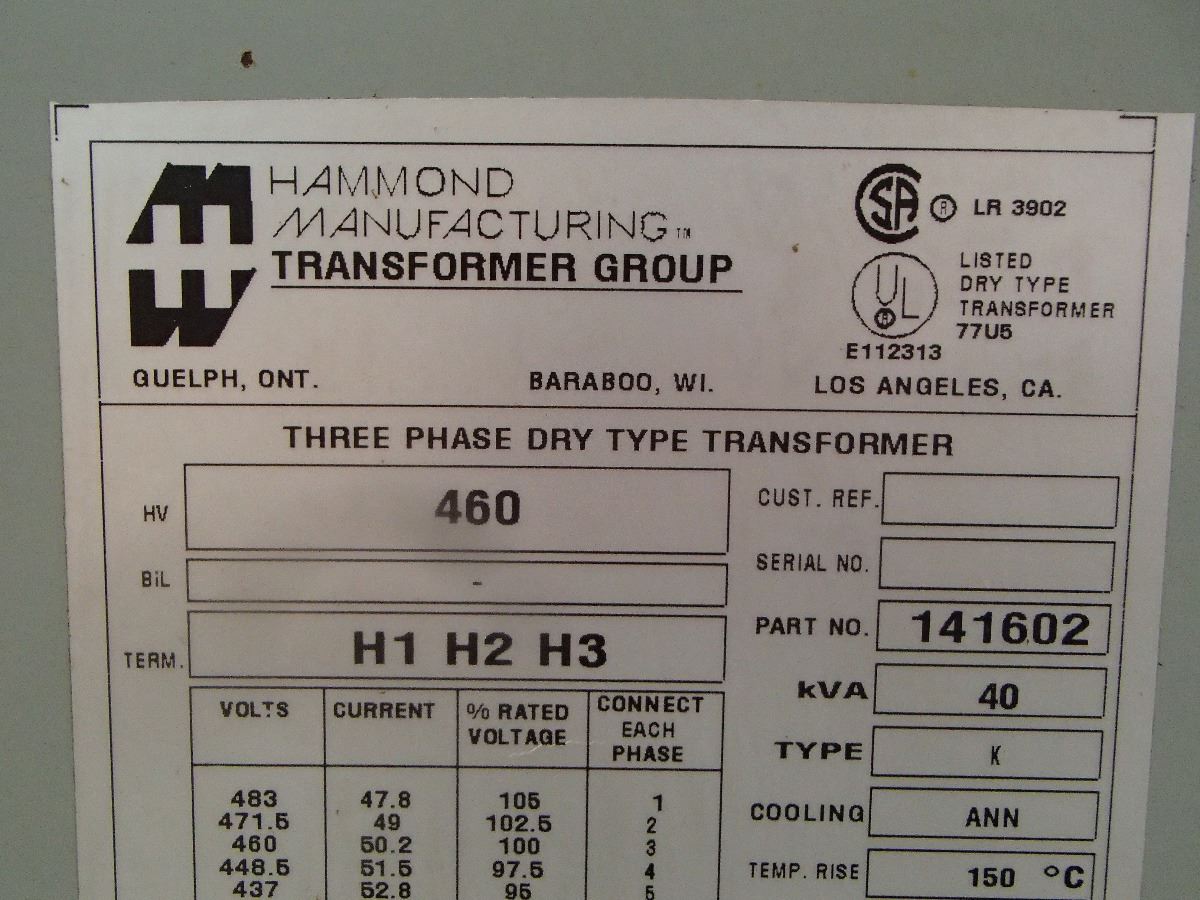 HAMMOND
MANUFACTURING™
TRANSFORMER GROUP
SA ® LR 3902
UL ®
LISTED
DRY TYPE
TRANSFORMER
77U5
E112313
GUELPH, ONT. BARABOO, WI. LOS ANGELES, CA.
THREE PHASE DRY TYPE TRANSFORMER
HV 460
BiL -
TERM. H1 H2 H3
VOLTS CURRENT % RATED VOLTAGE CONNECT EACH PHASE
483 47.8 105 1
471.5 49 102.5 2
460 50.2 100 3
448.5 51.5 97.5 4
437 52.8 95 5
CUST. REF.
SERIAL NO.
PART NO. 141602
kVA 40
TYPE K
COOLING ANN
TEMP. RISE 150 °C